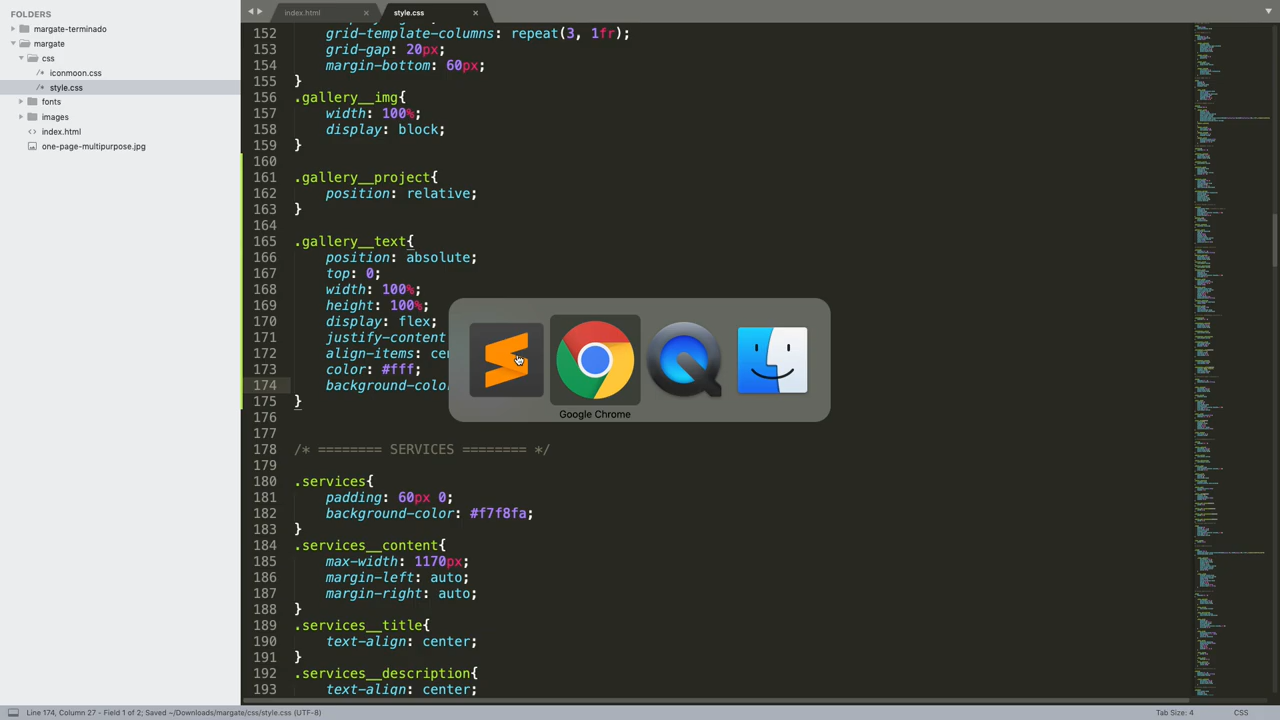 FOLDERS
margate-terminado
margate
css
iconmoon.css
style.css
fonts
images
index.html
one-page-multipurpose.jpg
index.html
style.css
152 grid-template-columns: repeat(3, 1fr);
153 grid-gap: 20px;
154 margin-bottom: 60px;
155 }
156 .gallery__img{
157 width: 100%;
158 display: block;
159 }
160
161 .gallery__project{
162 position: relative;
163 }
164
165 .gallery__text{
166 position: absolute;
167 top: 0;
168 width: 100%;
169 height: 100%;
170 display: flex;
171 justify-content
172 align-items: cen
173 color: #fff;
174 background-colo
175 }
176
177
178 /* ======== SERVICES ======== */
179
180 .services{
181 padding: 60px 0;
182 background-color: #f7f8fa;
183 }
184 .services__content{
185 max-width: 1170px;
186 margin-left: auto;
187 margin-right: auto;
188 }
189 .services__title{
190 text-align: center;
191 }
192 .services__description{
193 text-align: center;
Google Chrome
Line 174, Column 27 - Field 1 of 2; Saved ~/Downloads/margate/css/style.css (UTF-8)
Tab Size: 4
CSS